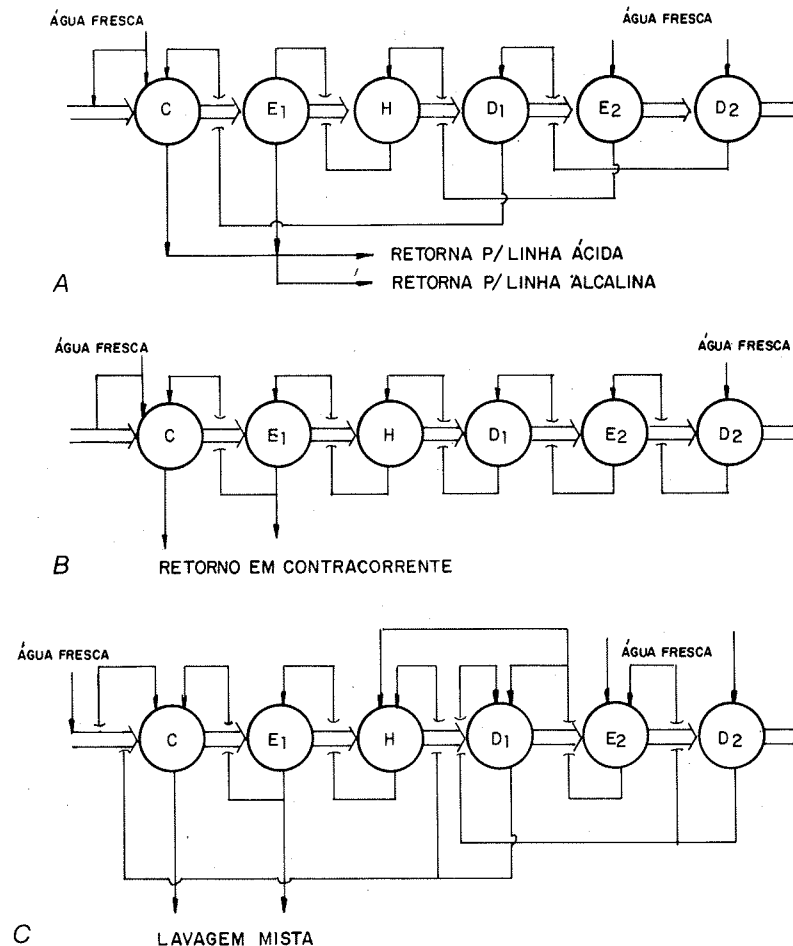 ÁGUA FRESCA
ÁGUA FRESCA
C E1 H D1 E2 D2
RETORNA P/ LINHA ÁCIDA
A RETORNA P/ LINHA ALCALINA
ÁGUA FRESCA
ÁGUA FRESCA
C E1 H D1 E2 D2
B RETORNO EM CONTRACORRENTE
ÁGUA FRESCA
ÁGUA FRESCA
C E1 H D1 E2 D2
C LAVAGEM MISTA